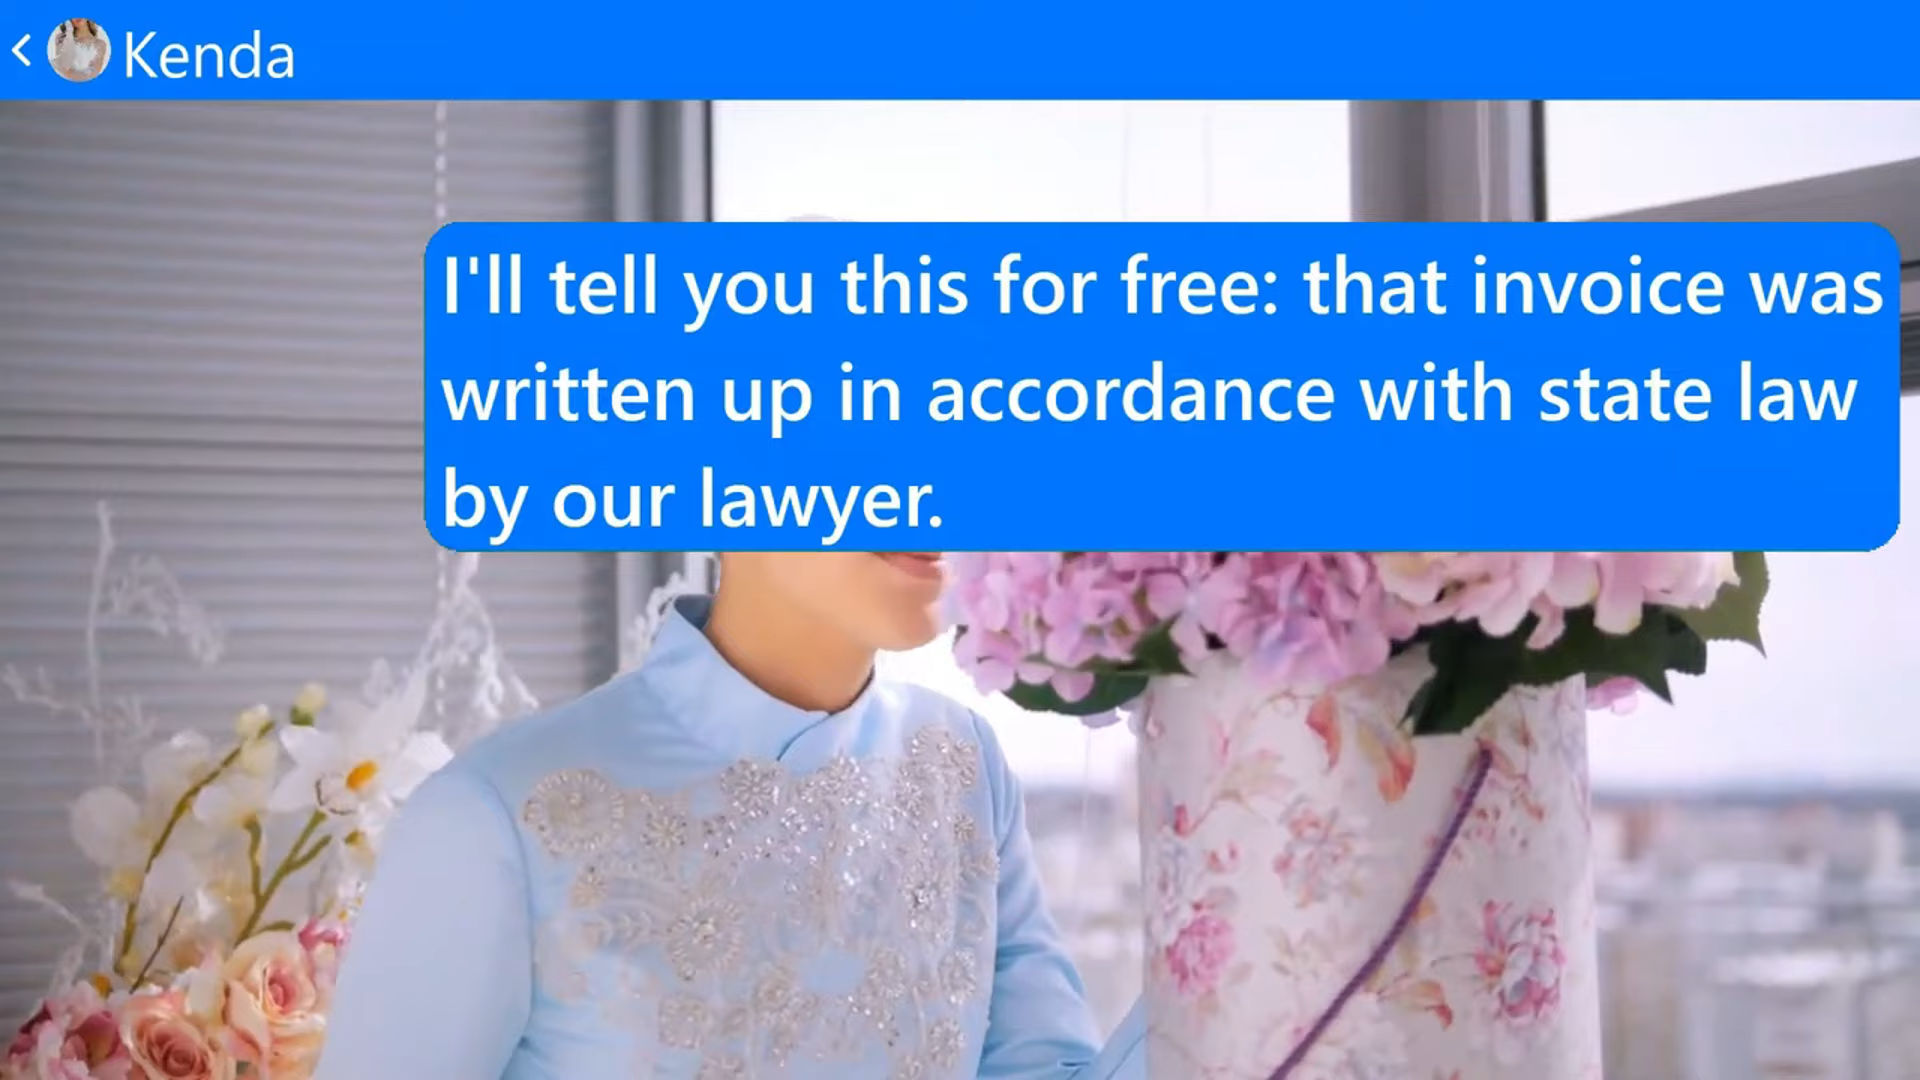 Kenda
I'll tell you this for free: that invoice was
written up in accordance with state law
by our lawyer.